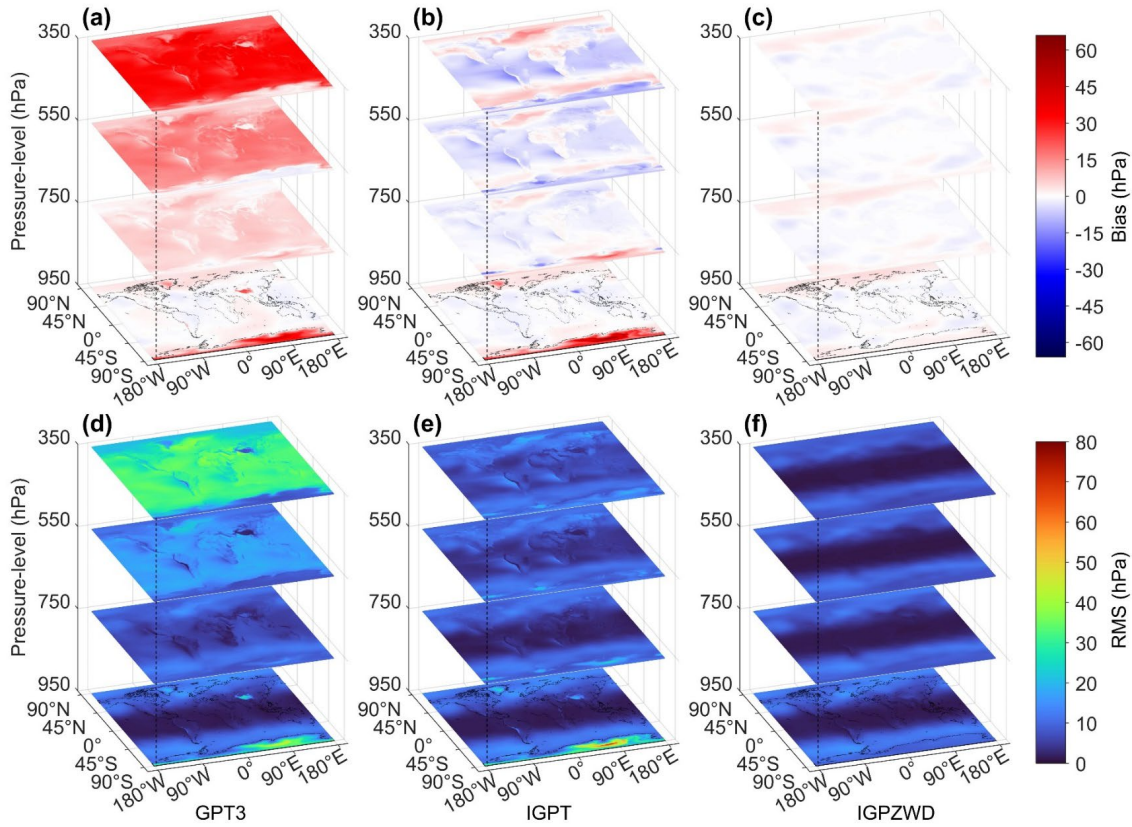 (a)
(b)
(c)
Pressure-level (hPa)
350
550
750
950
90°N
45°N
0°
45°S
90°S
180°W
90°W
0°
90°E
180°E
350
550
750
950
90°N
45°N
0°
45°S
90°S
180°W
90°W
0°
90°E
180°E
350
550
750
950
90°N
45°N
0°
45°S
90°S
180°W
90°W
0°
90°E
180°E
60
45
30
15
0
-15
-30
-45
-60
Bias (hPa)
(d)
(e)
(f)
Pressure-level (hPa)
350
550
750
950
90°N
45°N
0°
45°S
90°S
180°W
90°W
0°
90°E
180°E
GPT3
350
550
750
950
90°N
45°N
0°
45°S
90°S
180°W
90°W
0°
90°E
180°E
IGPT
350
550
750
950
90°N
45°N
0°
45°S
90°S
180°W
90°W
0°
90°E
180°E
IGPZWD
80
70
60
50
40
30
20
10
0
RMS (hPa)